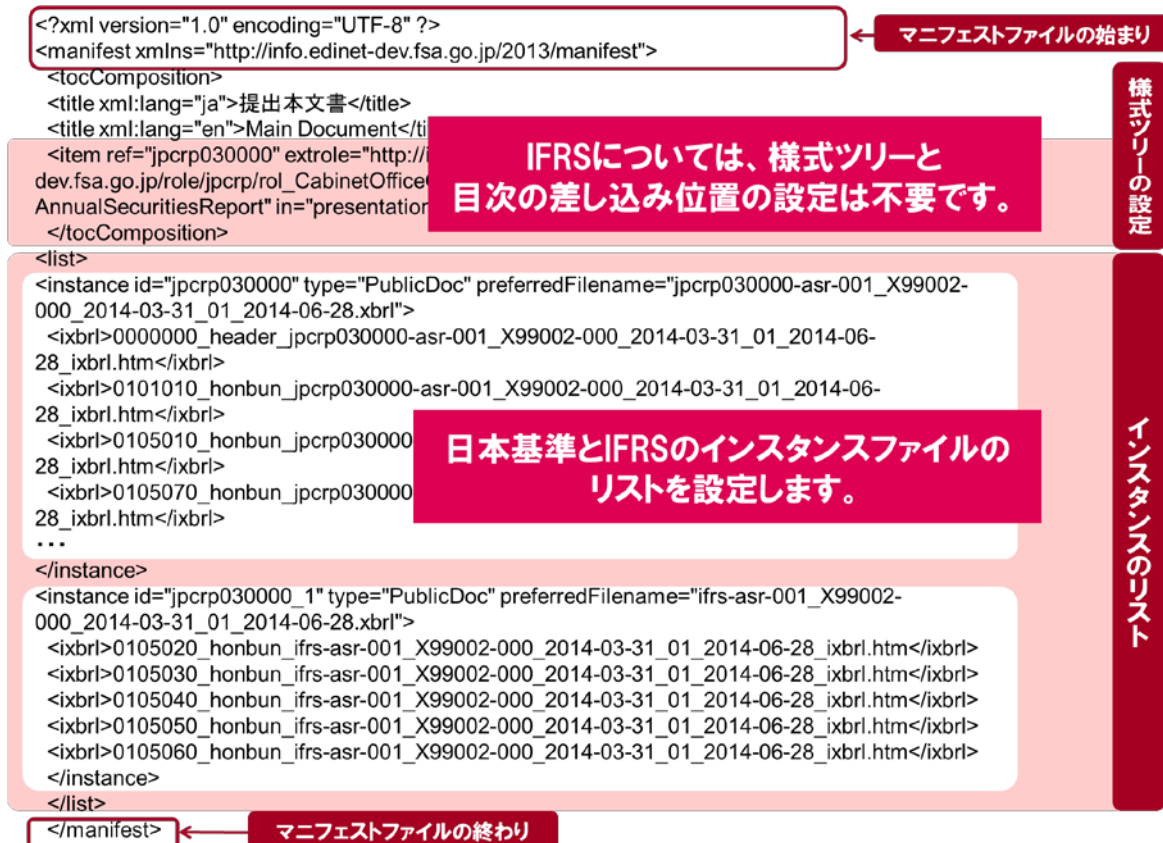 <?xml version="1.0" encoding="UTF-8" ?>
<manifest xmlns="http://info.edinet-dev.fsa.go.jp/2013/manifest">
マニフェストファイルの始まり
<tocComposition>
<title xml:lang="ja">提出本文書</title>
<title xml:lang="en">Main Document</ti
<item ref="jpcrp030000" extrole="http://i
dev.fsa.go.jp/role/jpcrp/rol_CabinetOffice
AnnualSecuritiesReport" in="presentation
</tocComposition>
IFRSについては、様式ツリーと
目次の差し込み位置の設定は不要です。
様式ツリーの設定
<list>
<instance id="jpcrp030000" type="PublicDoc" preferredFilename="jpcrp030000-asr-001_X99002-
000_2014-03-31_01_2014-06-28.xbrl">
<ixbrl>0000000_header_jpcrp030000-asr-001_X99002-000_2014-03-31_01_2014-06-
28_ixbrl.htm</ixbrl>
<ixbrl>0101010_honbun_jpcrp030000-asr-001_X99002-000_2014-03-31_01_2014-06-
28_ixbrl.htm</ixbrl>
<ixbrl>0105010_honbun_jpcrp030000
28_ixbrl.htm</ixbrl>
<ixbrl>0105070_honbun_jpcrp030000
28_ixbrl.htm</ixbrl>
・・・
</instance>
日本基準とIFRSのインスタンスファイルの
リストを設定します。
インスタンスのリスト
<instance id="jpcrp030000_1" type="PublicDoc" preferredFilename="ifrs-asr-001_X99002-
000_2014-03-31_01_2014-06-28.xbrl">
<ixbrl>0105020_honbun_ifrs-asr-001_X99002-000_2014-03-31_01_2014-06-28_ixbrl.htm</ixbrl>
<ixbrl>0105030_honbun_ifrs-asr-001_X99002-000_2014-03-31_01_2014-06-28_ixbrl.htm</ixbrl>
<ixbrl>0105040_honbun_ifrs-asr-001_X99002-000_2014-03-31_01_2014-06-28_ixbrl.htm</ixbrl>
<ixbrl>0105050_honbun_ifrs-asr-001_X99002-000_2014-03-31_01_2014-06-28_ixbrl.htm</ixbrl>
<ixbrl>0105060_honbun_ifrs-asr-001_X99002-000_2014-03-31_01_2014-06-28_ixbrl.htm</ixbrl>
</instance>
</list>
</manifest>
マニフェストファイルの終わり